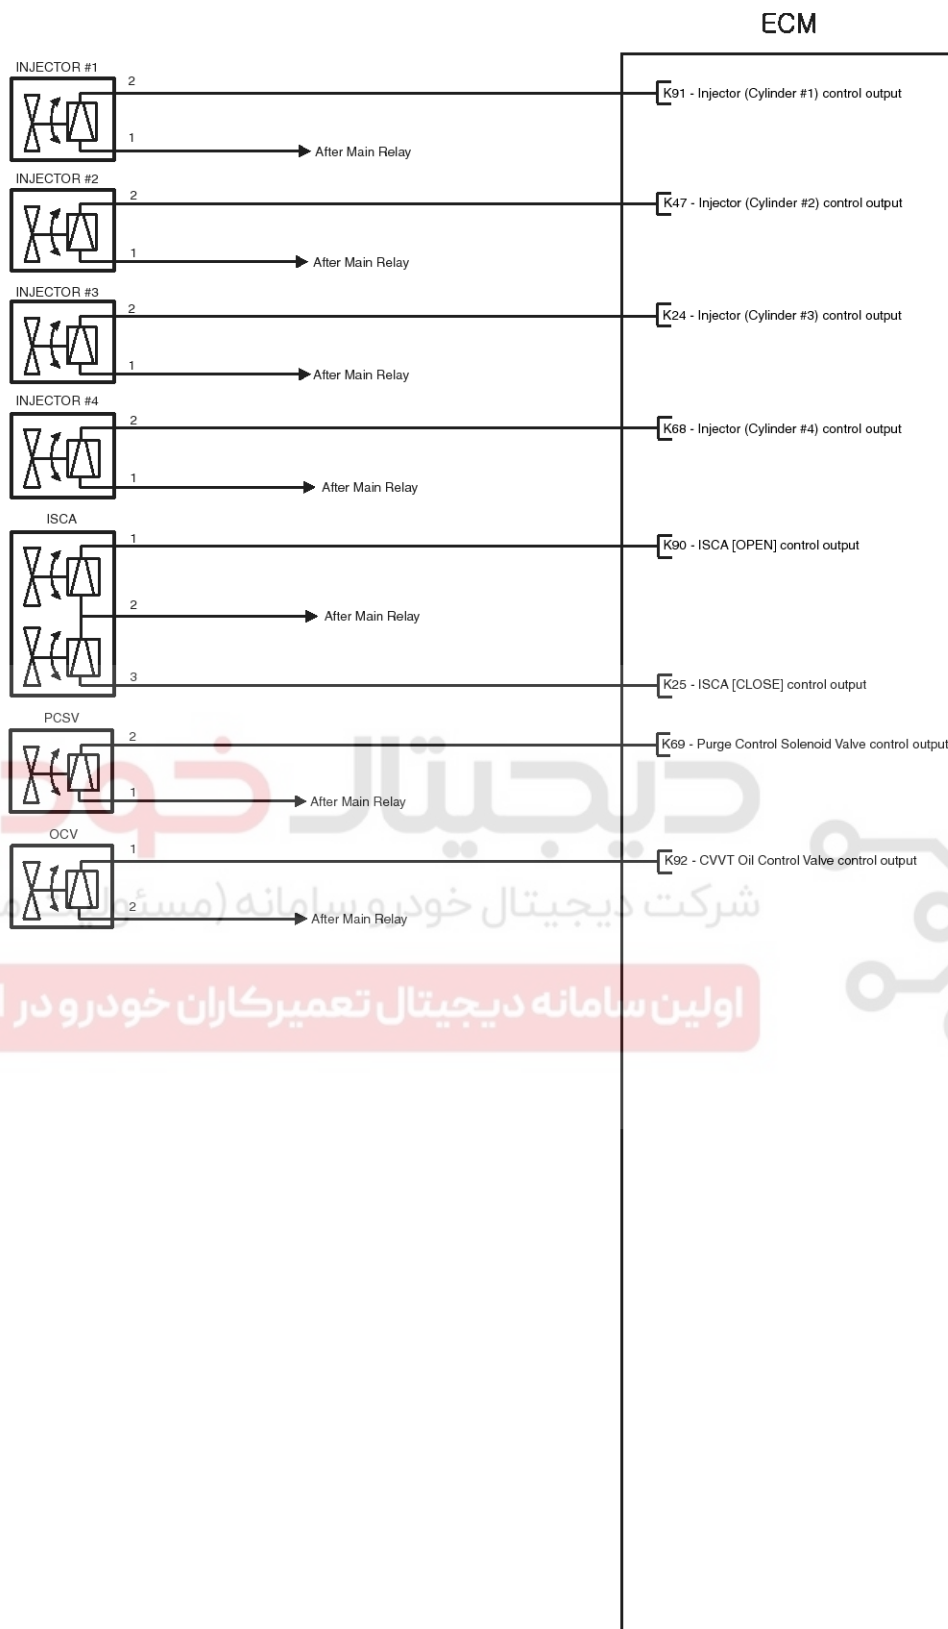 ECM
INJECTOR #1
2
K91 - Injector (Cylinder #1) control output
1
After Main Relay
INJECTOR #2
2
K47 - Injector (Cylinder #2) control output
1
After Main Relay
INJECTOR #3
2
K24 - Injector (Cylinder #3) control output
1
After Main Relay
INJECTOR #4
2
K68 - Injector (Cylinder #4) control output
1
After Main Relay
ISCA
1
K90 - ISCA [OPEN] control output
2
After Main Relay
3
K25 - ISCA [CLOSE] control output
PCSV
2
K69 - Purge Control Solenoid Valve control output
1
After Main Relay
OCV
1
K92 - CVVT Oil Control Valve control output
2
After Main Relay
دیجیتال خودرو
شرکت دیجیتال خودرو سامانه (مسئولیت
اولین سامانه دیجیتال تعمیرکاران خودرو در